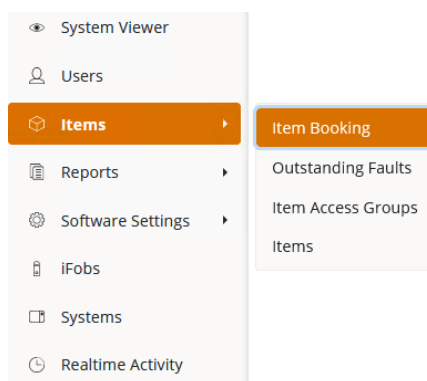 System Viewer
Users
Items
Reports
Software Settings
iFobs
Systems
Realtime Activity
Item Booking
Outstanding Faults
Item Access Groups
Items